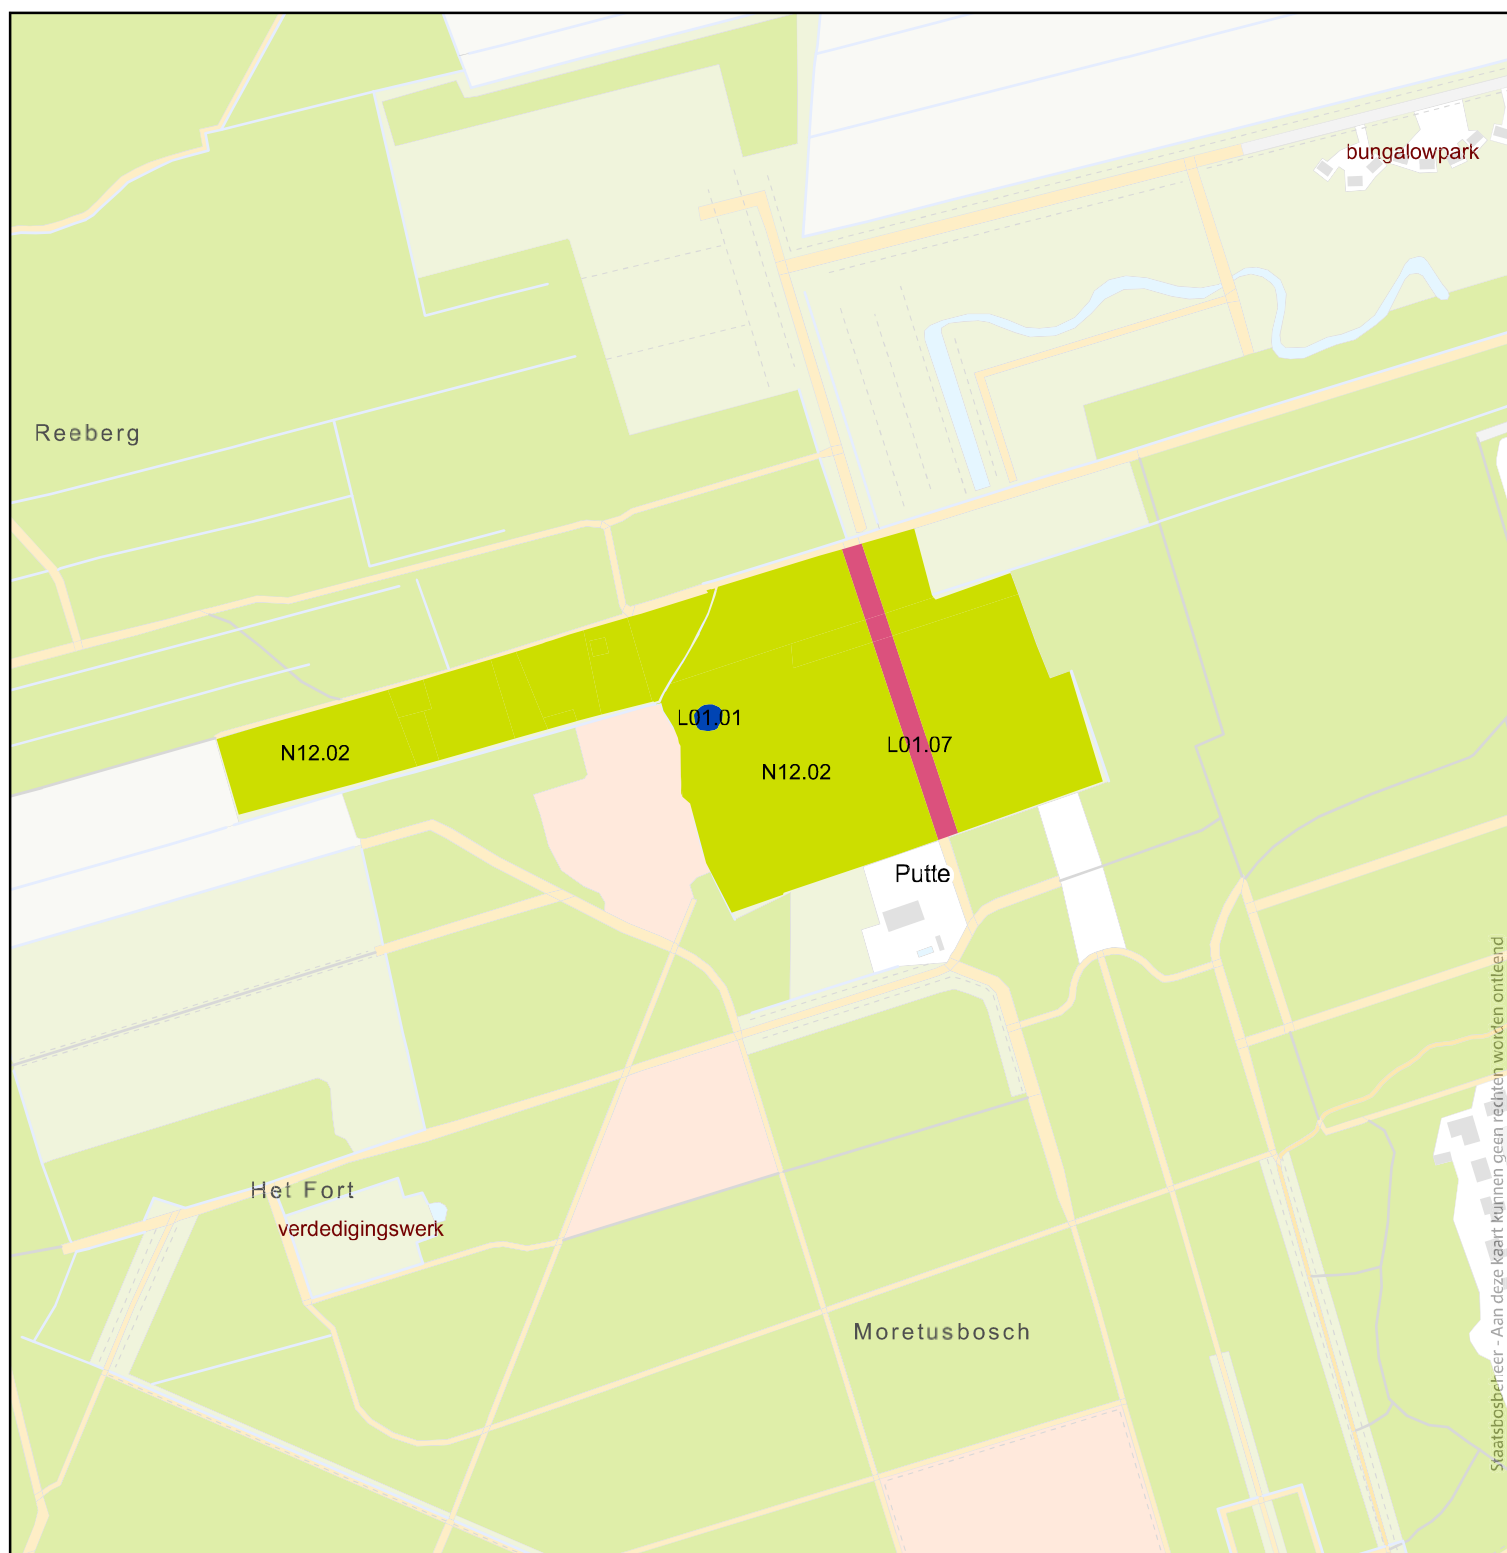 bungalowpark
Reeberg
L01.01
L01.07
N12.02
N12.02
Putte
Het Fort
verdedigingswerk
Moretusbosch
Staatsbosbeheer - Aan deze kaart kunnen geen rechten worden ontleend